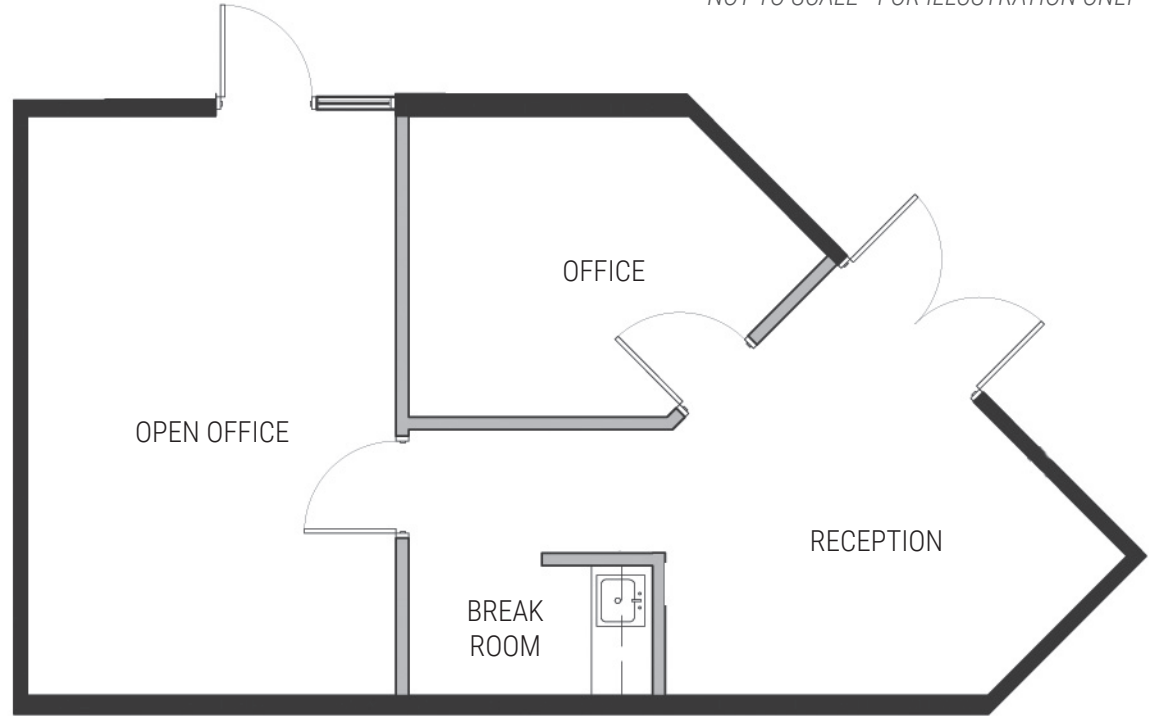 NOT TO SCALE - FOR ILLUSTRATION ONLY
OFFICE
OPEN OFFICE
RECEPTION
BREAK
ROOM